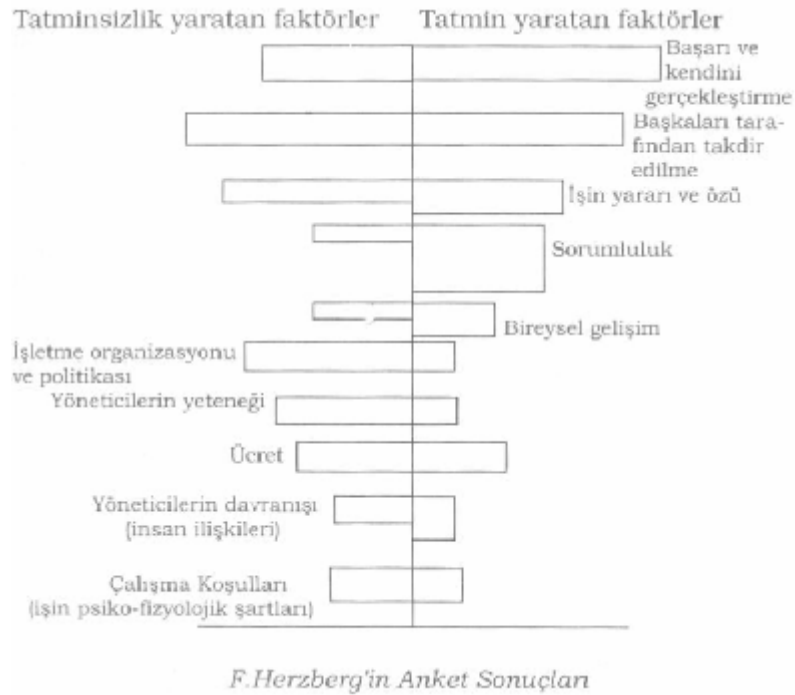 Tatminsizlik yaratan faktörler
Tatmin yaratan faktörler
Başarı ve
kendini
gerçekleştirme
Başkaları tara-
fından takdir
edilme
İşin yararı ve özü
Sorumluluk
Bireysel gelişim
İşletme organizasyonu
ve politikası
Yöneticilerin yeteneği
Ücret
Yöneticilerin davranışı
(insan ilişkileri)
Çalışma Koşulları
(işin psiko-fizyolojik şartları)
F.Herzberg'in Anket Sonuçları